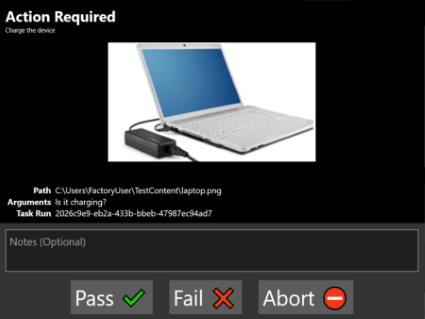 Action Required
Charge the device
Path C:\Users\FactoryUser\TestContent\laptop.png
Arguments Is it charging?
Task Run 2026c9e9-eb2a-433b-bbeb-47987ec94ad7
Notes (Optional)
Pass Fail Abort